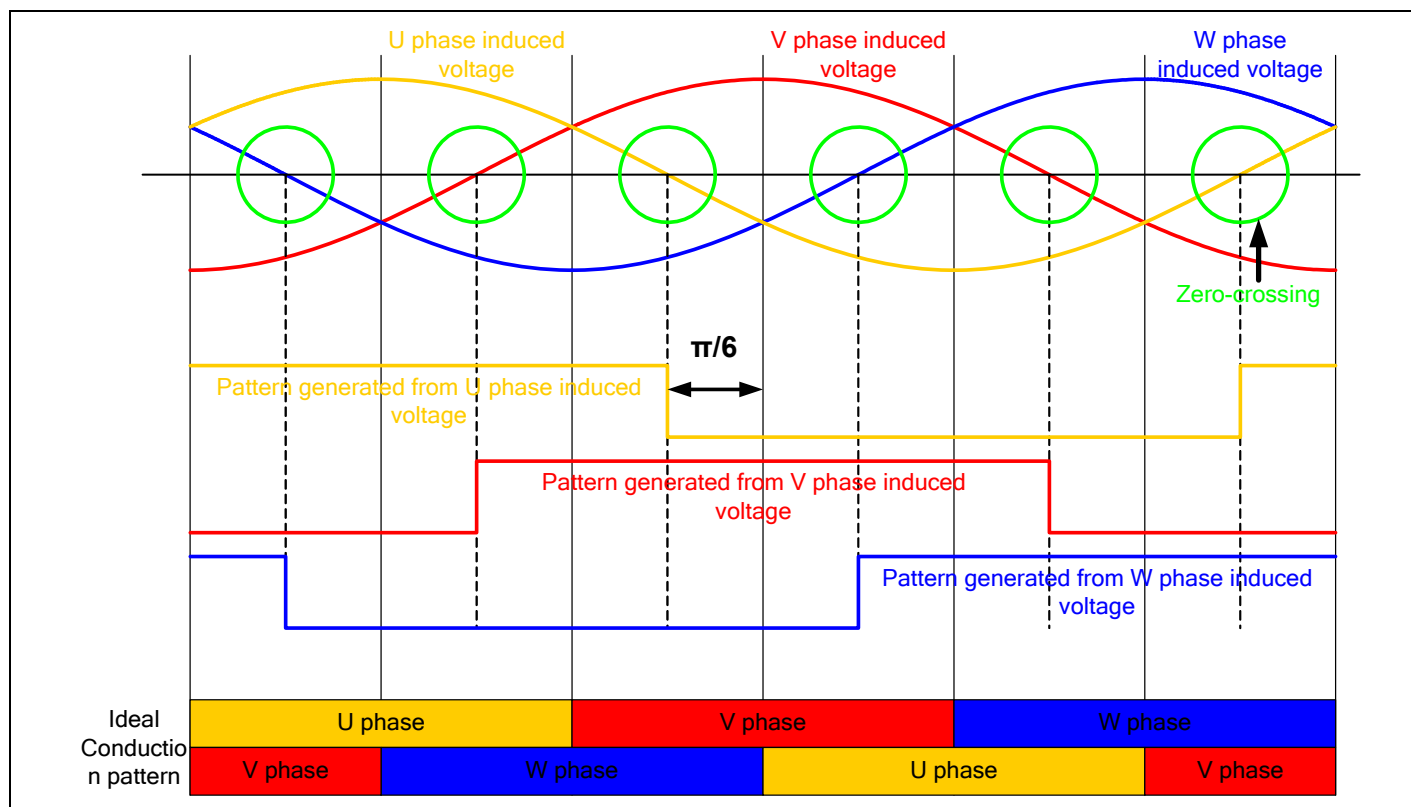 U phase induced
voltage
V phase induced
voltage
W phase
induced voltage
Zero-crossing
π/6
Pattern generated from U phase induced
voltage
Pattern generated from V phase induced
voltage
Pattern generated from W phase induced
voltage
Ideal
Conductio
n pattern
U phase
V phase
W phase
V phase
W phase
U phase
V phase